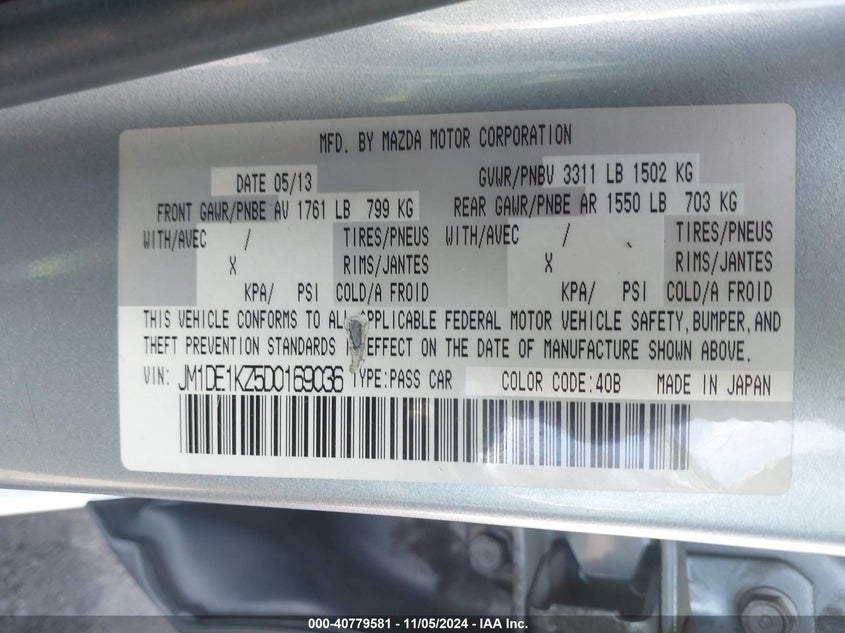 MFD. BY MAZDA MOTOR CORPORATION
DATE 05/13 GVWR/PNBV 3311 LB 1502 KG
FRONT GAWR/PNBE AV 1761 LB 799 KG REAR GAWR/PNBE AR 1550 LB 703 KG
WITH/AVEC / TIRES/PNEUS WITH/AVEC / TIRES/PNEUS
X RIMS/JANTES X RIMS/JANTES
KPA/ PSI COLD/A FROID KPA/ PSI COLD/A FROID
THIS VEHICLE CONFORMS TO ALL APPLICABLE FEDERAL MOTOR VEHICLE SAFETY,BUMPER,AND
THEFT PREVENTION STANDARDS EFFECT ON THE DATE OF MANUFACTURE SHOWN ABOVE.
VIN: JM1DE1KZ5D0169036 TYPE:PASS CAR COLOR CODE:40B MADE IN JAPAN
000-40779581 - 11/05/2024 - IAA Inc.